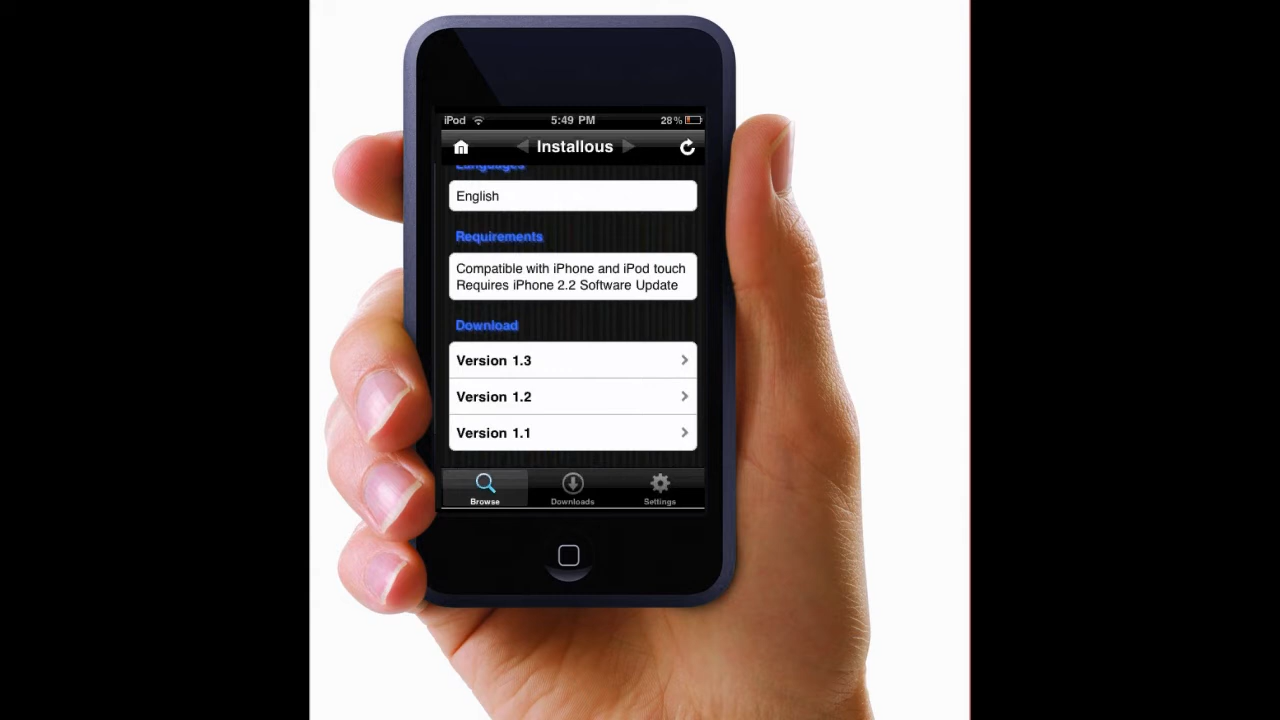 iPod 5:49 PM 28%
Installous
Languages
English
Requirements
Compatible with iPhone and iPod touch
Requires iPhone 2.2 Software Update
Download
Version 1.3
Version 1.2
Version 1.1
Browse Downloads Settings